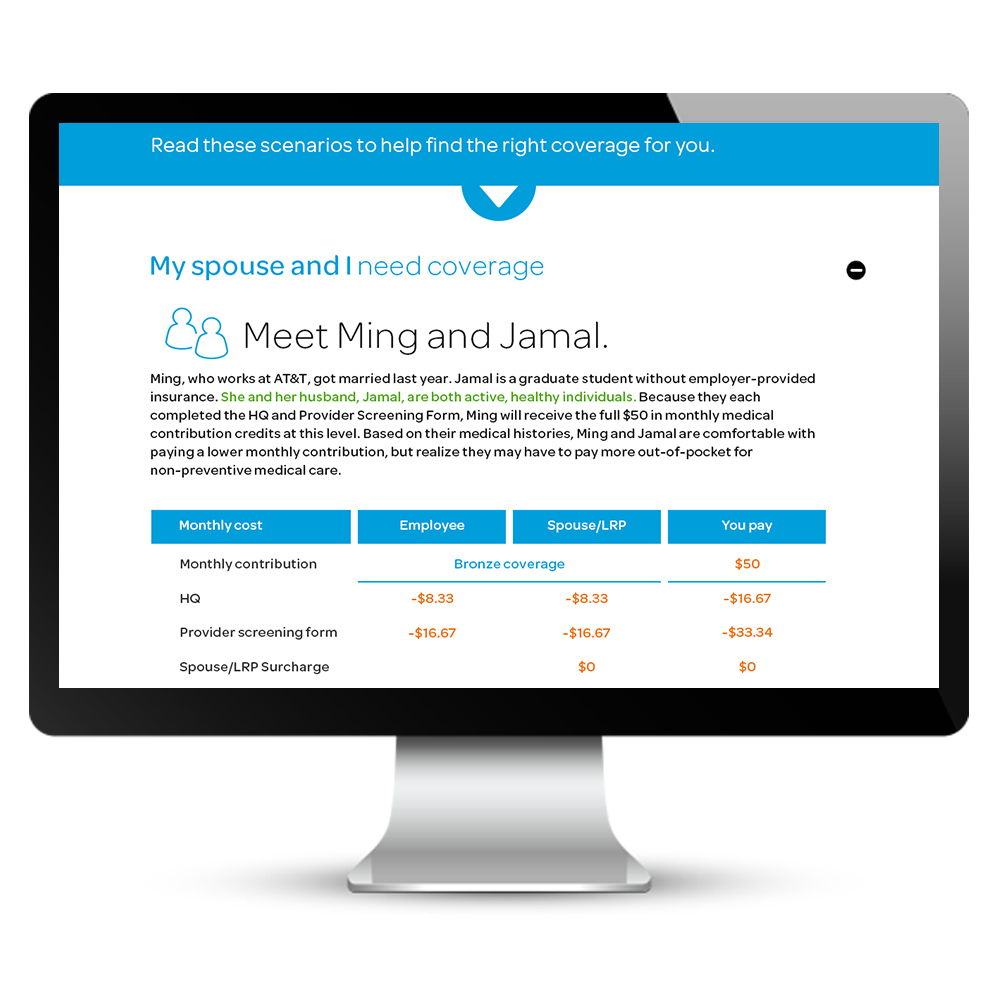 Read these scenarios to help find the right coverage for you.
My spouse and I need coverage
Meet Ming and Jamal.
Ming, who works at AT&T, got married last year. Jamal is a graduate student without employer-provided
insurance. She and her husband, Jamal, are both active, healthy individuals. Because they each
completed the HQ and Provider Screening Form, Ming will receive the full $50 in monthly medical
contribution credits at this level. Based on their medical histories, Ming and Jamal are comfortable with
paying a lower monthly contribution, but realize they may have to pay more out-of-pocket for
non-preventive medical care.
Monthly cost Employee Spouse/LRP You pay
Monthly contribution Bronze coverage $50
HQ -$8.33 -$8.33 -$16.67
Provider screening form -$16.67 -$16.67 -$33.34
Spouse/LRP Surcharge $0 $0